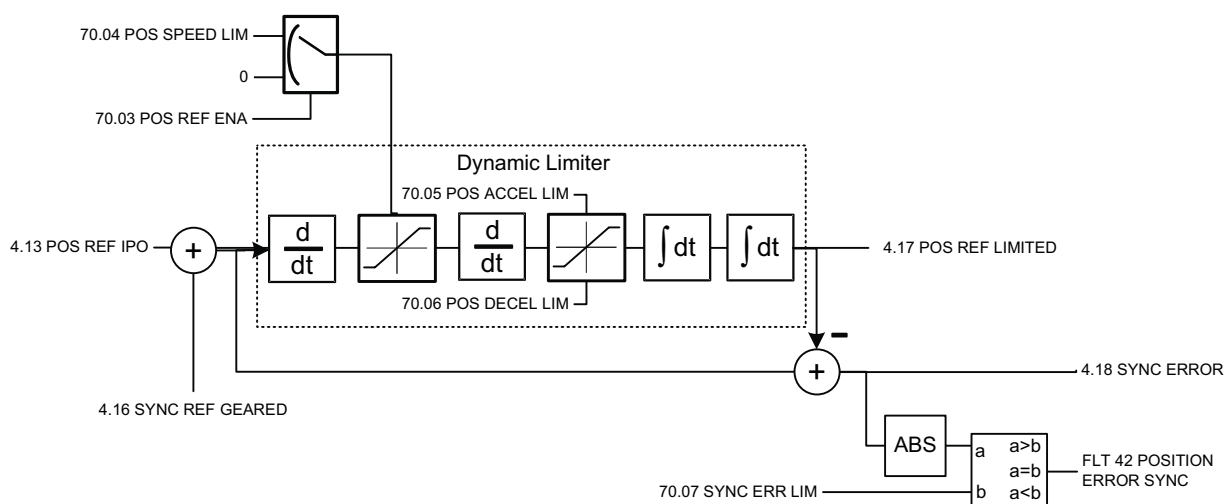 70.04 POS SPEED LIM
0
70.03 POS REF ENA
Dynamic Limiter
70.05 POS ACCEL LIM
4.13 POS REF IPO
+
d
dt
d
dt
∫dt
∫dt
4.17 POS REF LIMITED
70.06 POS DECEL LIM
–
+
4.18 SYNC ERROR
4.16 SYNC REF GEARED
ABS
a
a>b
a=b
b
a<b
FLT 42 POSITION
ERROR SYNC
70.07 SYNC ERR LIM